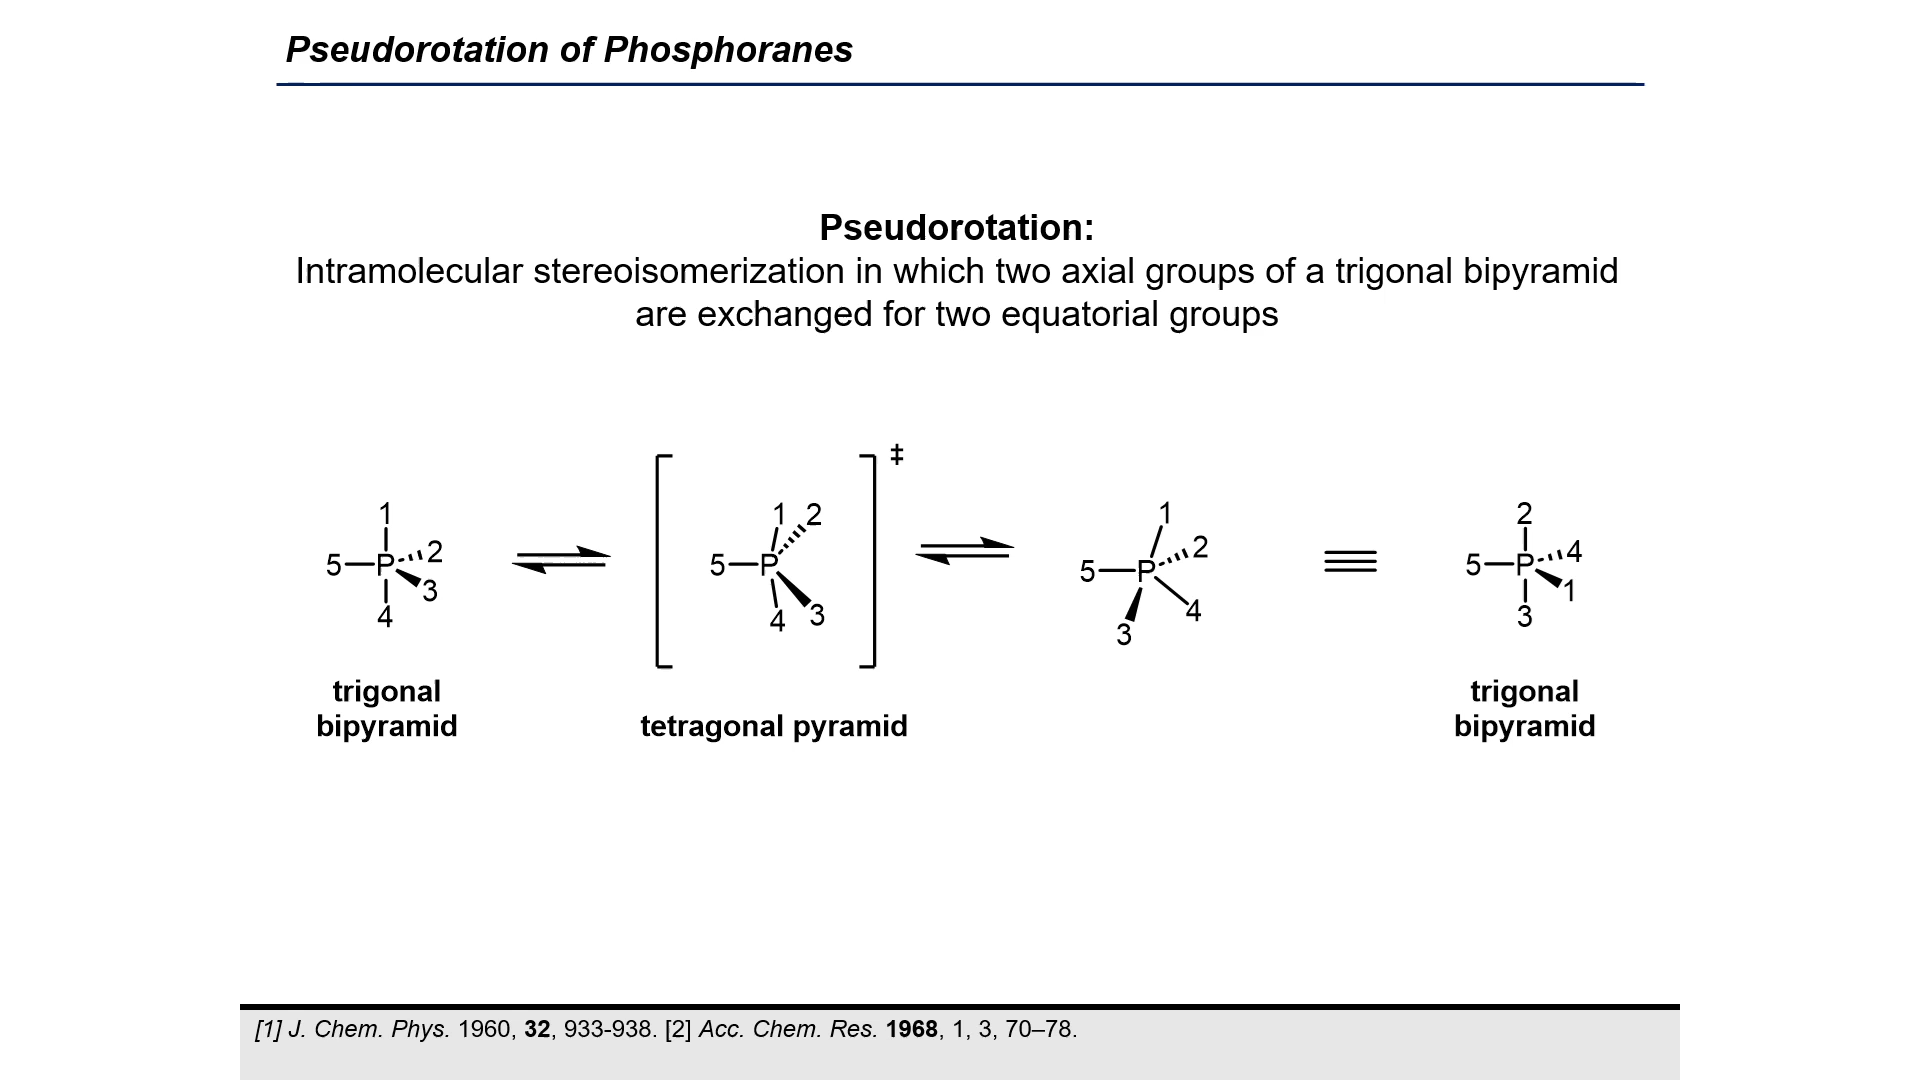 Pseudorotation of Phosphoranes
Pseudorotation:
Intramolecular stereoisomerization in which two axial groups of a trigonal bipyramid
are exchanged for two equatorial groups
1
5 P 2
3
4
trigonal
bipyramid
‡
1 2
5 P
4 3
tetragonal pyramid
1
5 P 2
4
3
2
5 P 4
1
3
trigonal
bipyramid
[1] J. Chem. Phys. 1960, 32, 933-938. [2] Acc. Chem. Res. 1968, 1, 3, 70–78.